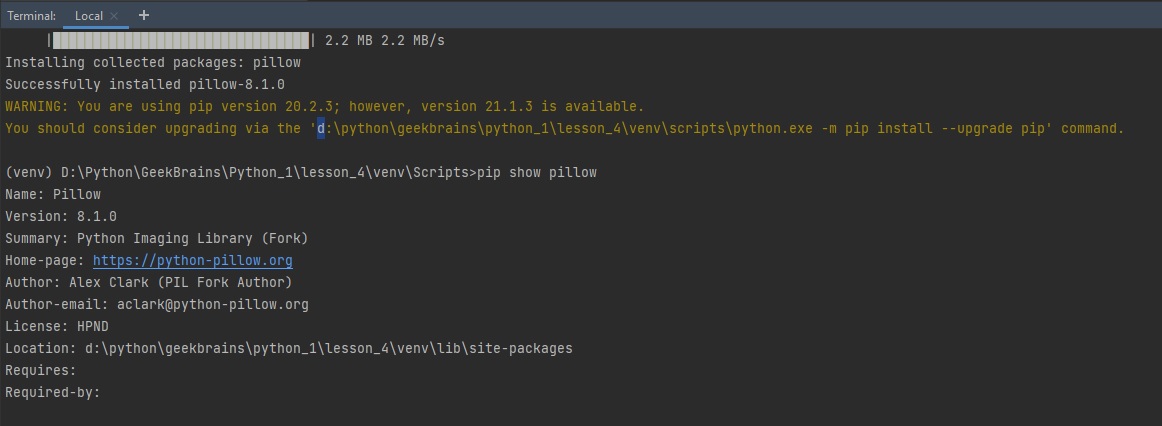 Terminal: Local × +
2.2 MB 2.2 MB/s
Installing collected packages: pillow
Successfully installed pillow-8.1.0
WARNING: You are using pip version 20.2.3; however, version 21.1.3 is available.
You should consider upgrading via the 'd:\python\geekbrains\python_1\lesson_4\venv\scripts\python.exe -m pip install --upgrade pip' command.
(venv) D:\Python\GeekBrains\Python_1\lesson_4\venv\Scripts>pip show pillow
Name: Pillow
Version: 8.1.0
Summary: Python Imaging Library (Fork)
Home-page: https://python-pillow.org
Author: Alex Clark (PIL Fork Author)
Author-email: aclark@python-pillow.org
License: HPND
Location: d:\python\geekbrains\python_1\lesson_4\venv\lib\site-packages
Requires:
Required-by: